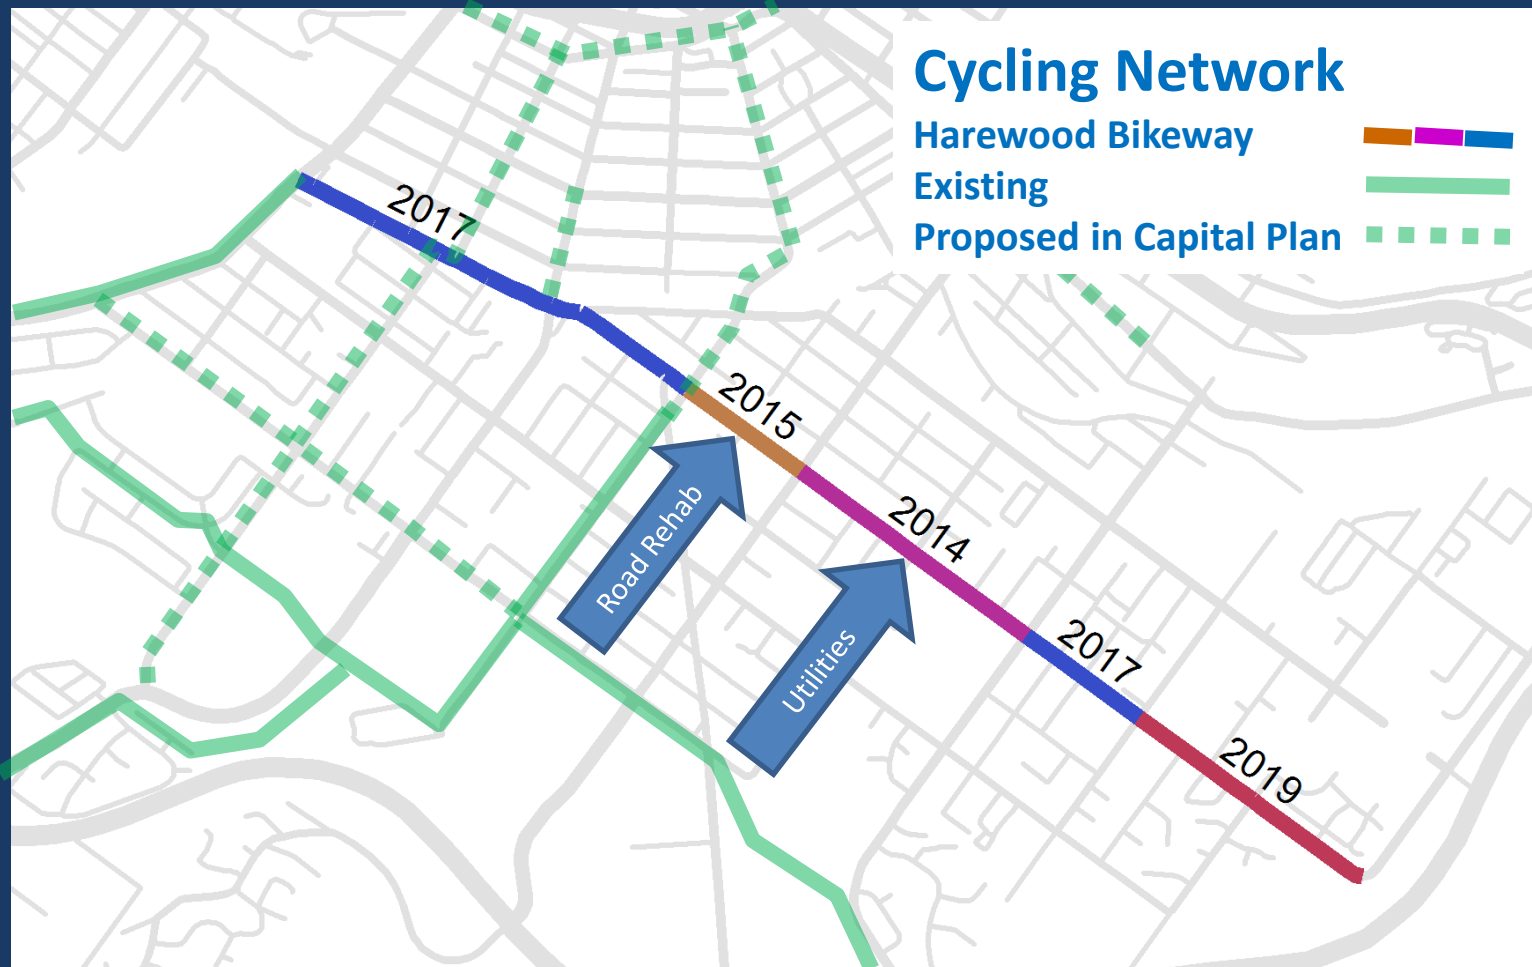 Cycling Network
Harewood Bikeway
Existing
Proposed in Capital Plan
2017
2015
Road Rehab
2014
Utilities
2017
2019